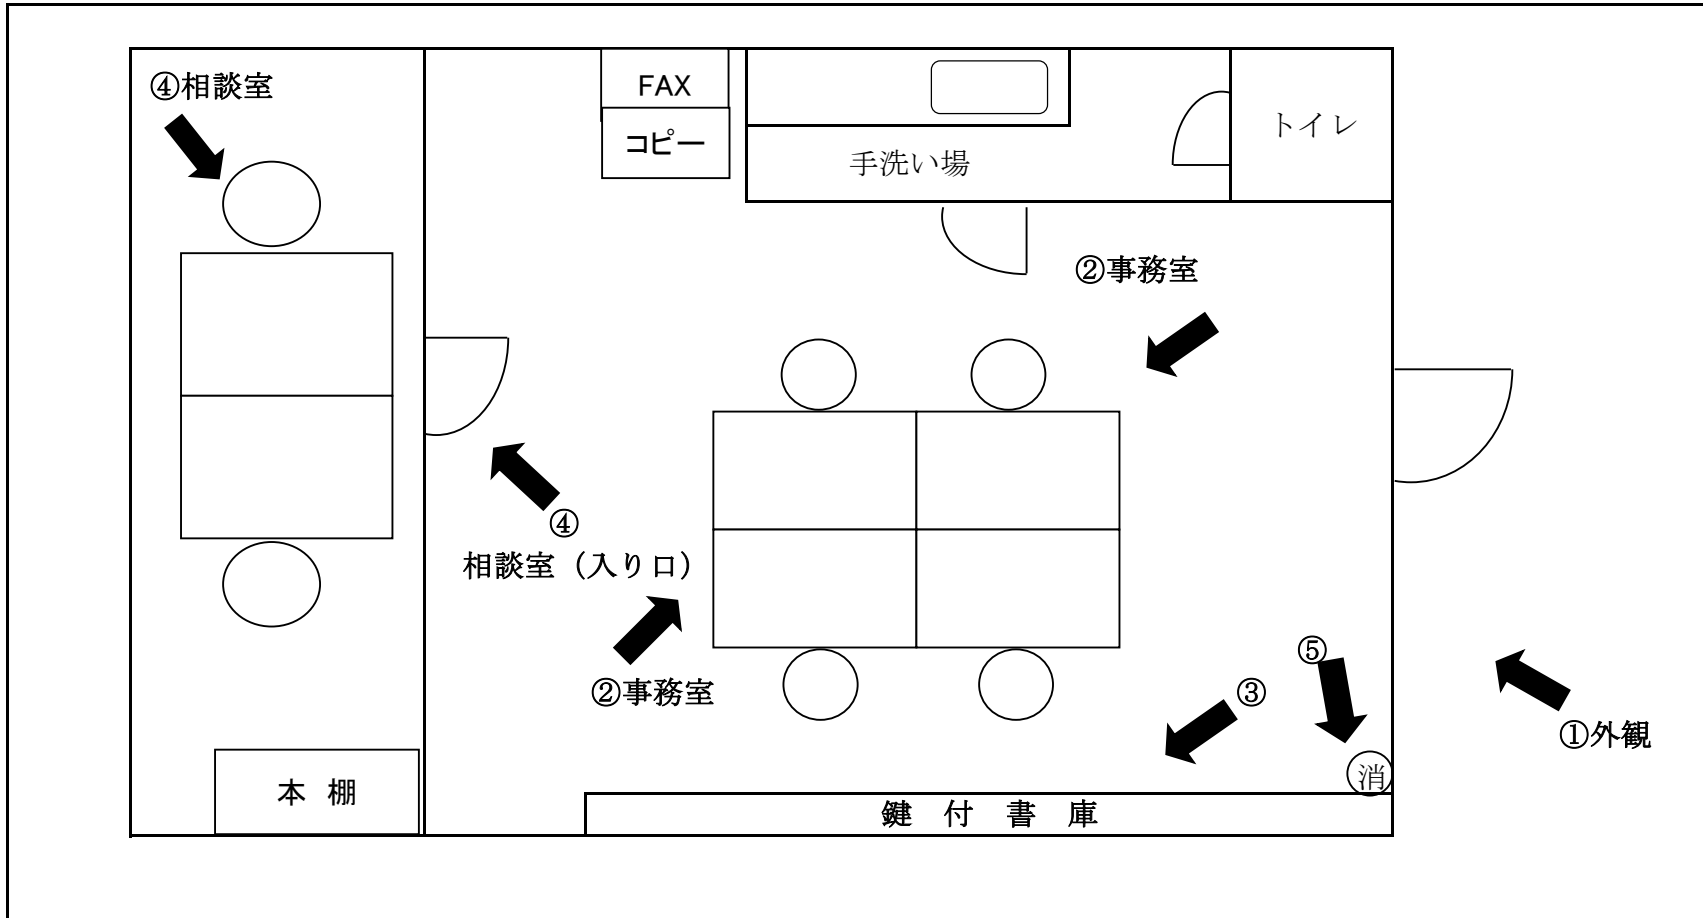 ④相談室
FAX
コピー
トイレ
手洗い場
②事務室
④
相談室（入り口）
②事務室
⑤
③
①外観
消
本 棚
鍵 付 書 庫